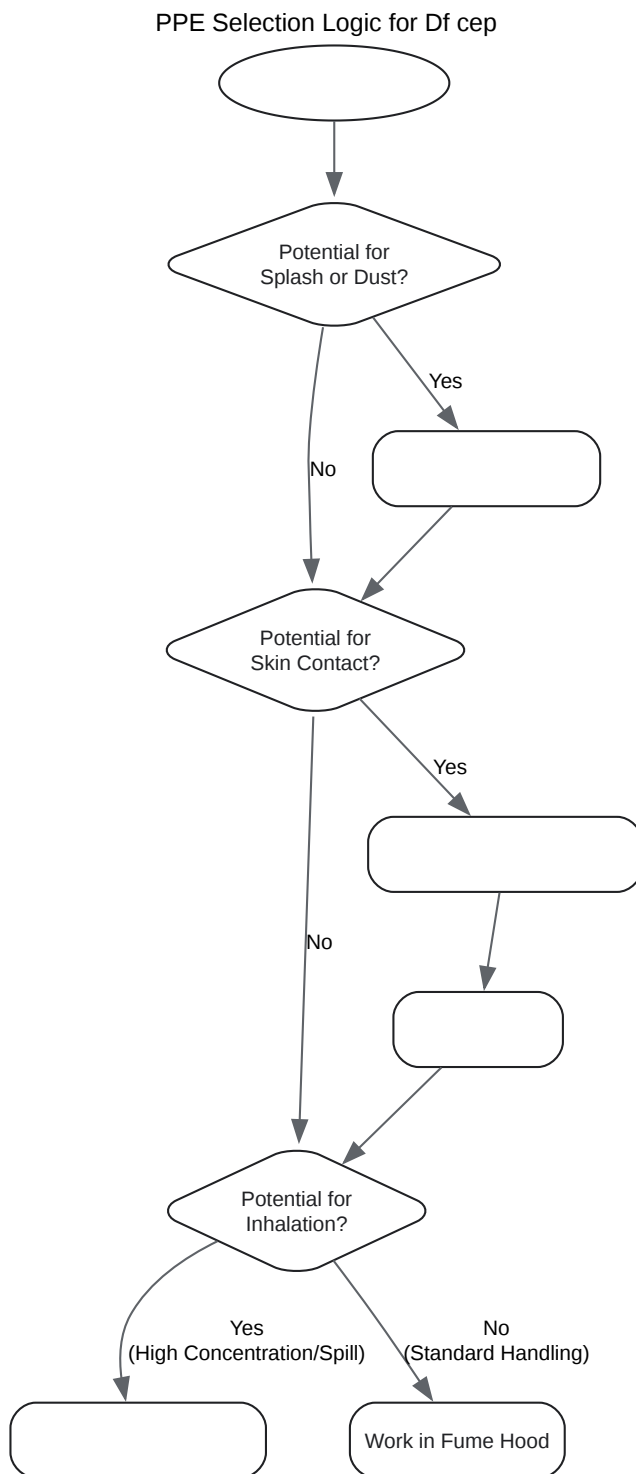 PPE Selection Logic for Df cep
Potential for
Splash or Dust?
Yes
No
Potential for
Skin Contact?
Yes
No
Potential for
Inhalation?
Yes
(High Concentration/Spill)
No
(Standard Handling)
Work in Fume Hood